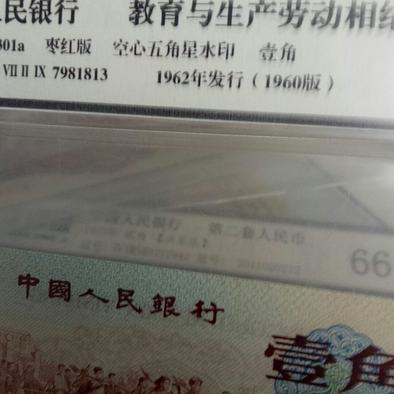 人民银行 教育与生产劳动相结
301a 枣红版 空心五角星水印 壹角
VII II IX 7981813 1962年发行（1960版）
人民银行 第二套人民币
66
中國人民銀行
壹角